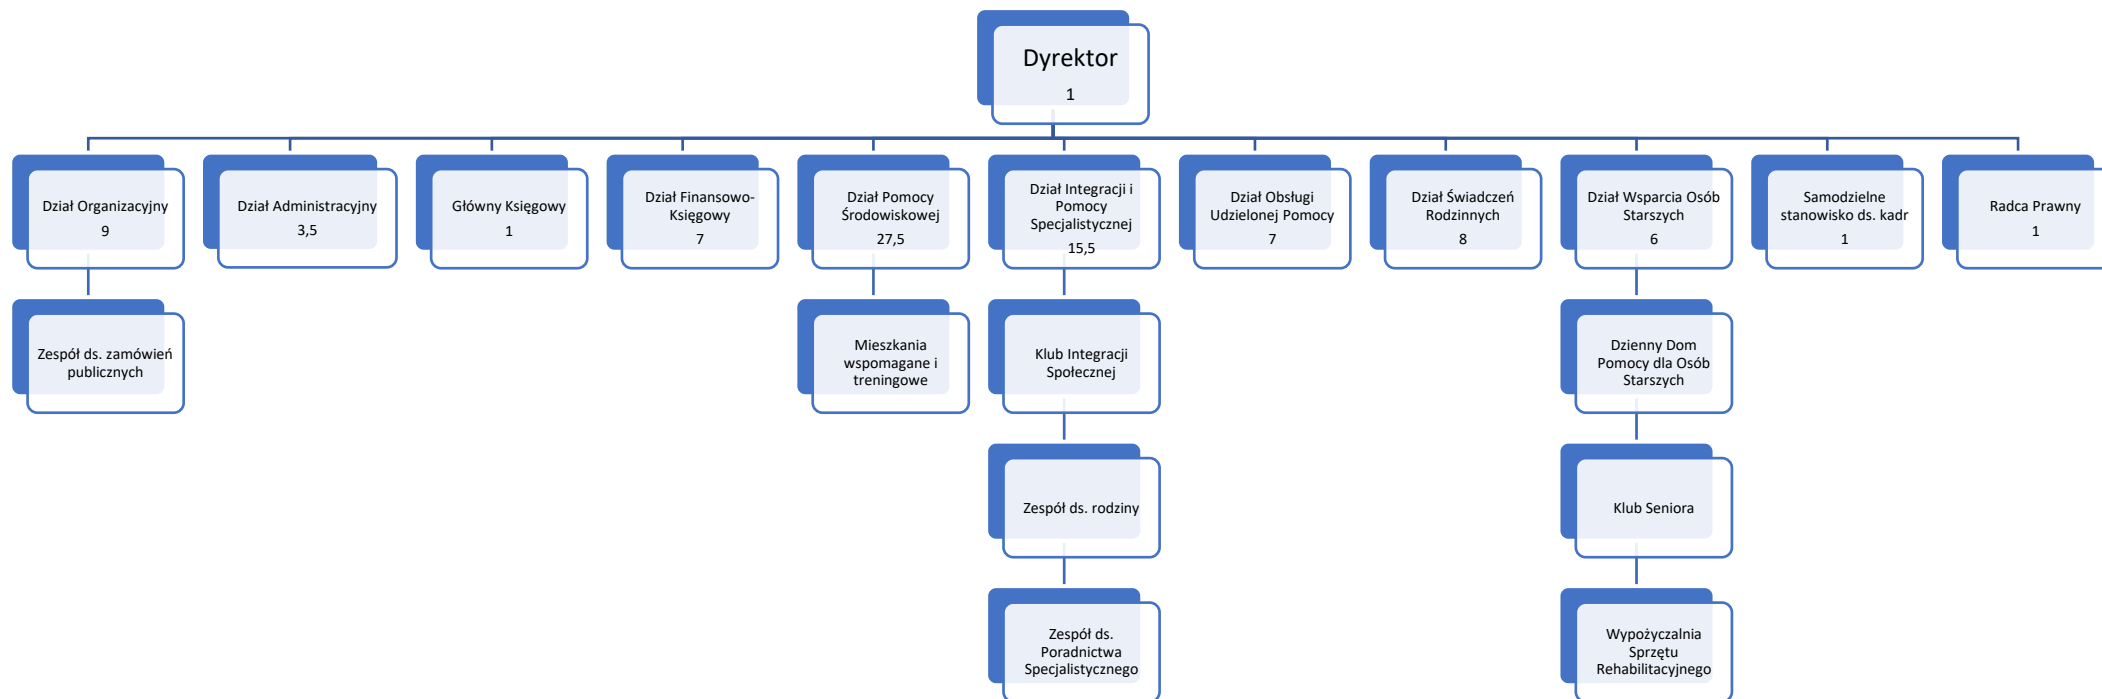 Dyrektor
1
Dział Organizacyjny
9
Dział Administracyjny
3,5
Główny Księgowy
1
Dział Finansowo-
Księgowy
7
Dział Pomocy
Środowiskowej
27,5
Dział Integracji i
Pomocy
Specjalistycznej
15,5
Dział Obsługi
Udzielonej Pomocy
7
Dział Świadczeń
Rodzinnych
8
Dział Wsparcia Osób
Starszych
6
Samodzielne
stanowisko ds. kadr
1
Radca Prawny
1
Zespół ds. zamówień
publicznych
Mieszkania
wspomagane i
treningowe
Klub Integracji
Społecznej
Dzienny Dom
Pomocy dla Osób
Starszych
Zespół ds. rodziny
Klub Seniora
Zespół ds.
Poradnictwa
Specjalistycznego
Wypożyczalnia
Sprzętu
Rehabilitacyjnego